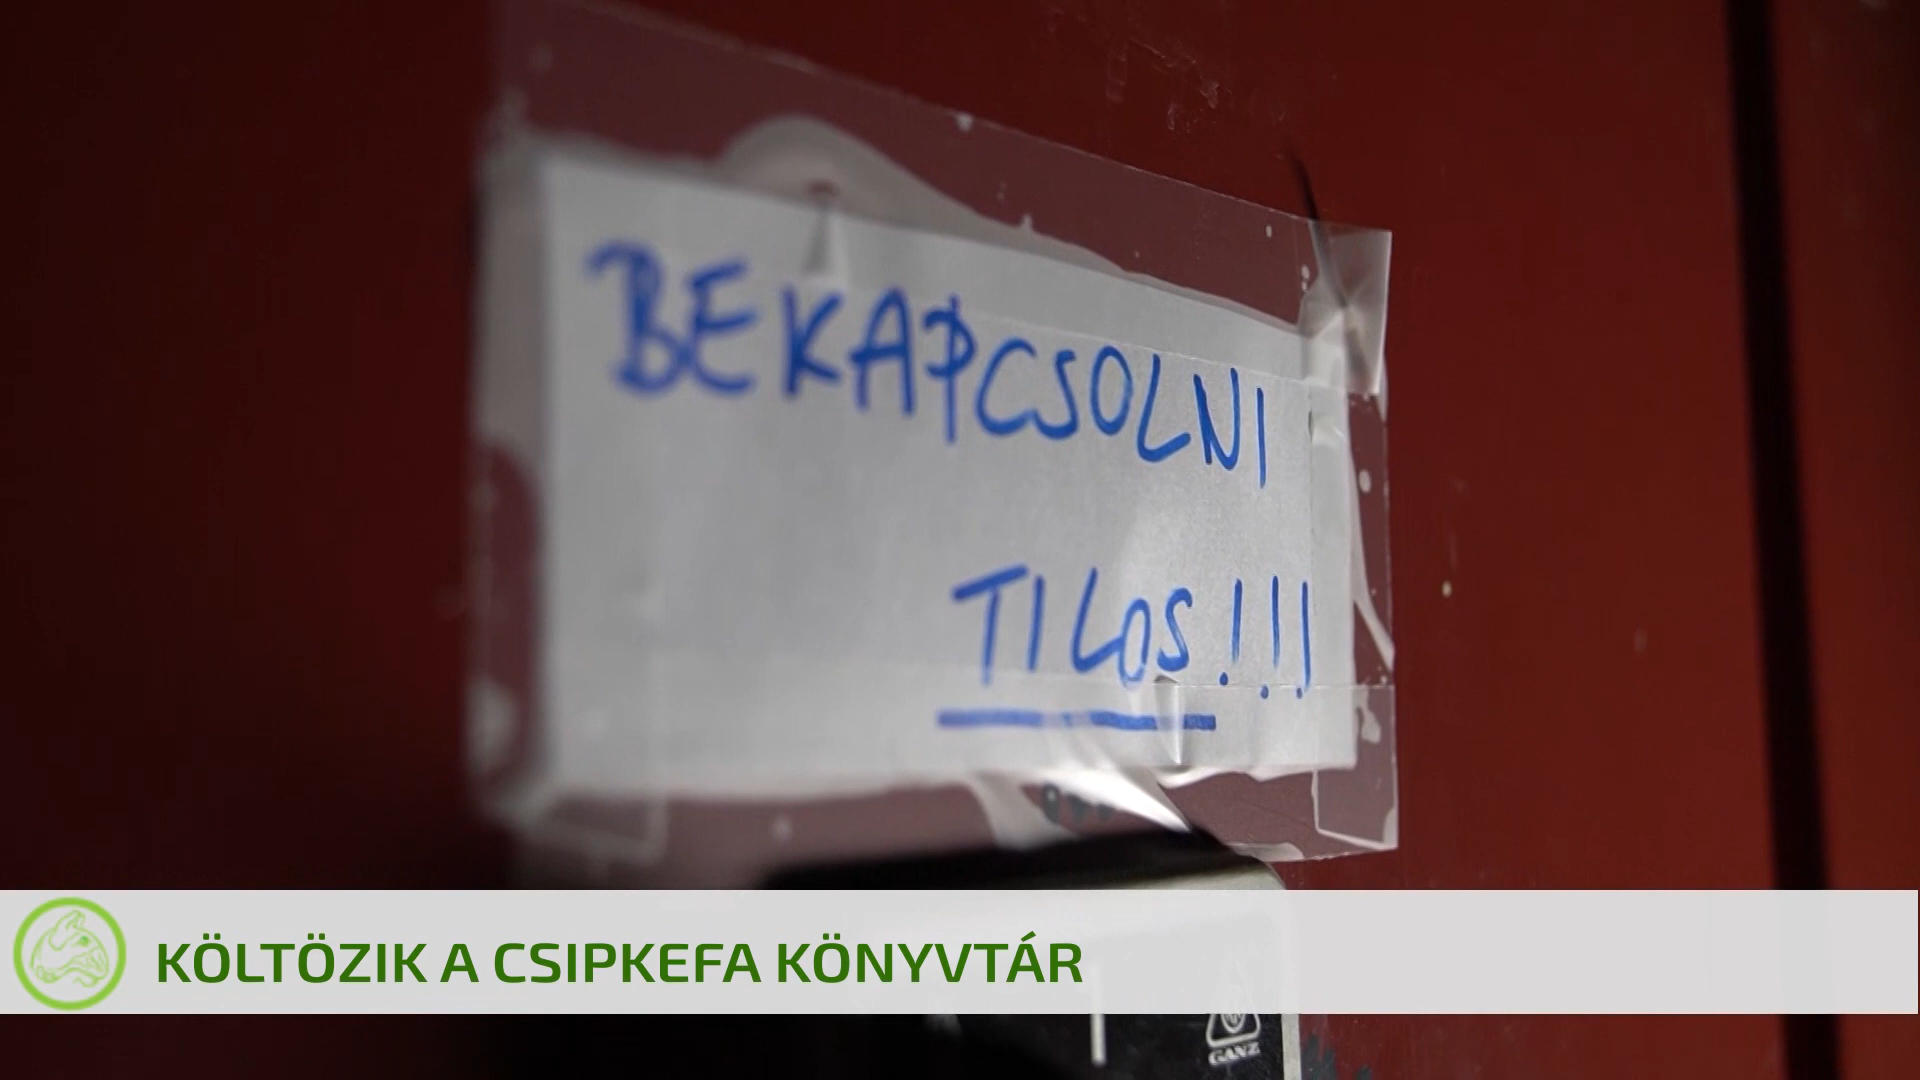 BEKAPCSOLNI
TILOS!!!
KÖLTÖZIK A CSIPKEFA KÖNYVTÁR
GANZ